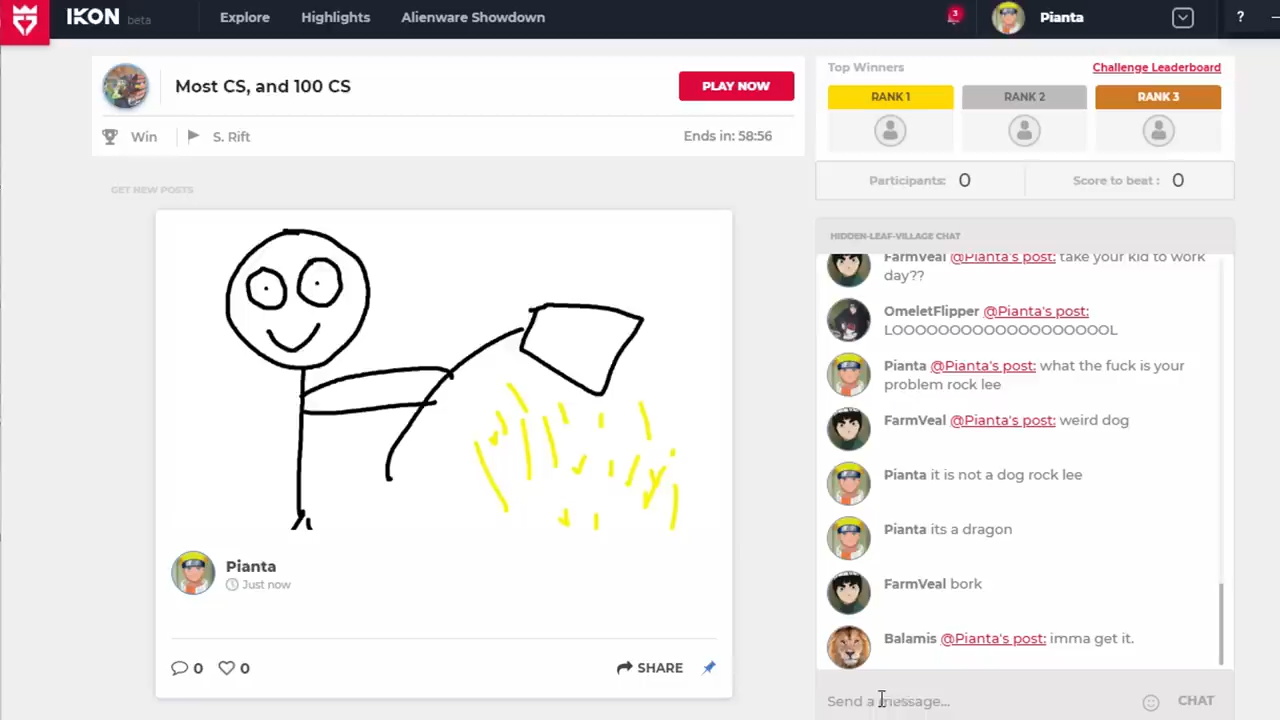 IKON beta
Explore
Highlights
Alienware Showdown
3
Pianta
?
Most CS, and 100 CS
PLAY NOW
Win
S. Rift
Ends in: 58:56
GET NEW POSTS
Pianta
Just now
0
0
SHARE
Top Winners
Challenge Leaderboard
RANK 1
RANK 2
RANK 3
Participants: 0
Score to beat : 0
HIDDEN-LEAF-VILLAGE CHAT
FarmVeal @Pianta's post: take your kid to work
day??
OmeletFlipper @Pianta's post:
LOOOOOOOOOOOOOOOOOOL
Pianta @Pianta's post: what the fuck is your
problem rock lee
FarmVeal @Pianta's post: weird dog
Pianta it is not a dog rock lee
Pianta its a dragon
FarmVeal bork
Balamis @Pianta's post: imma get it.
Send a message...
CHAT